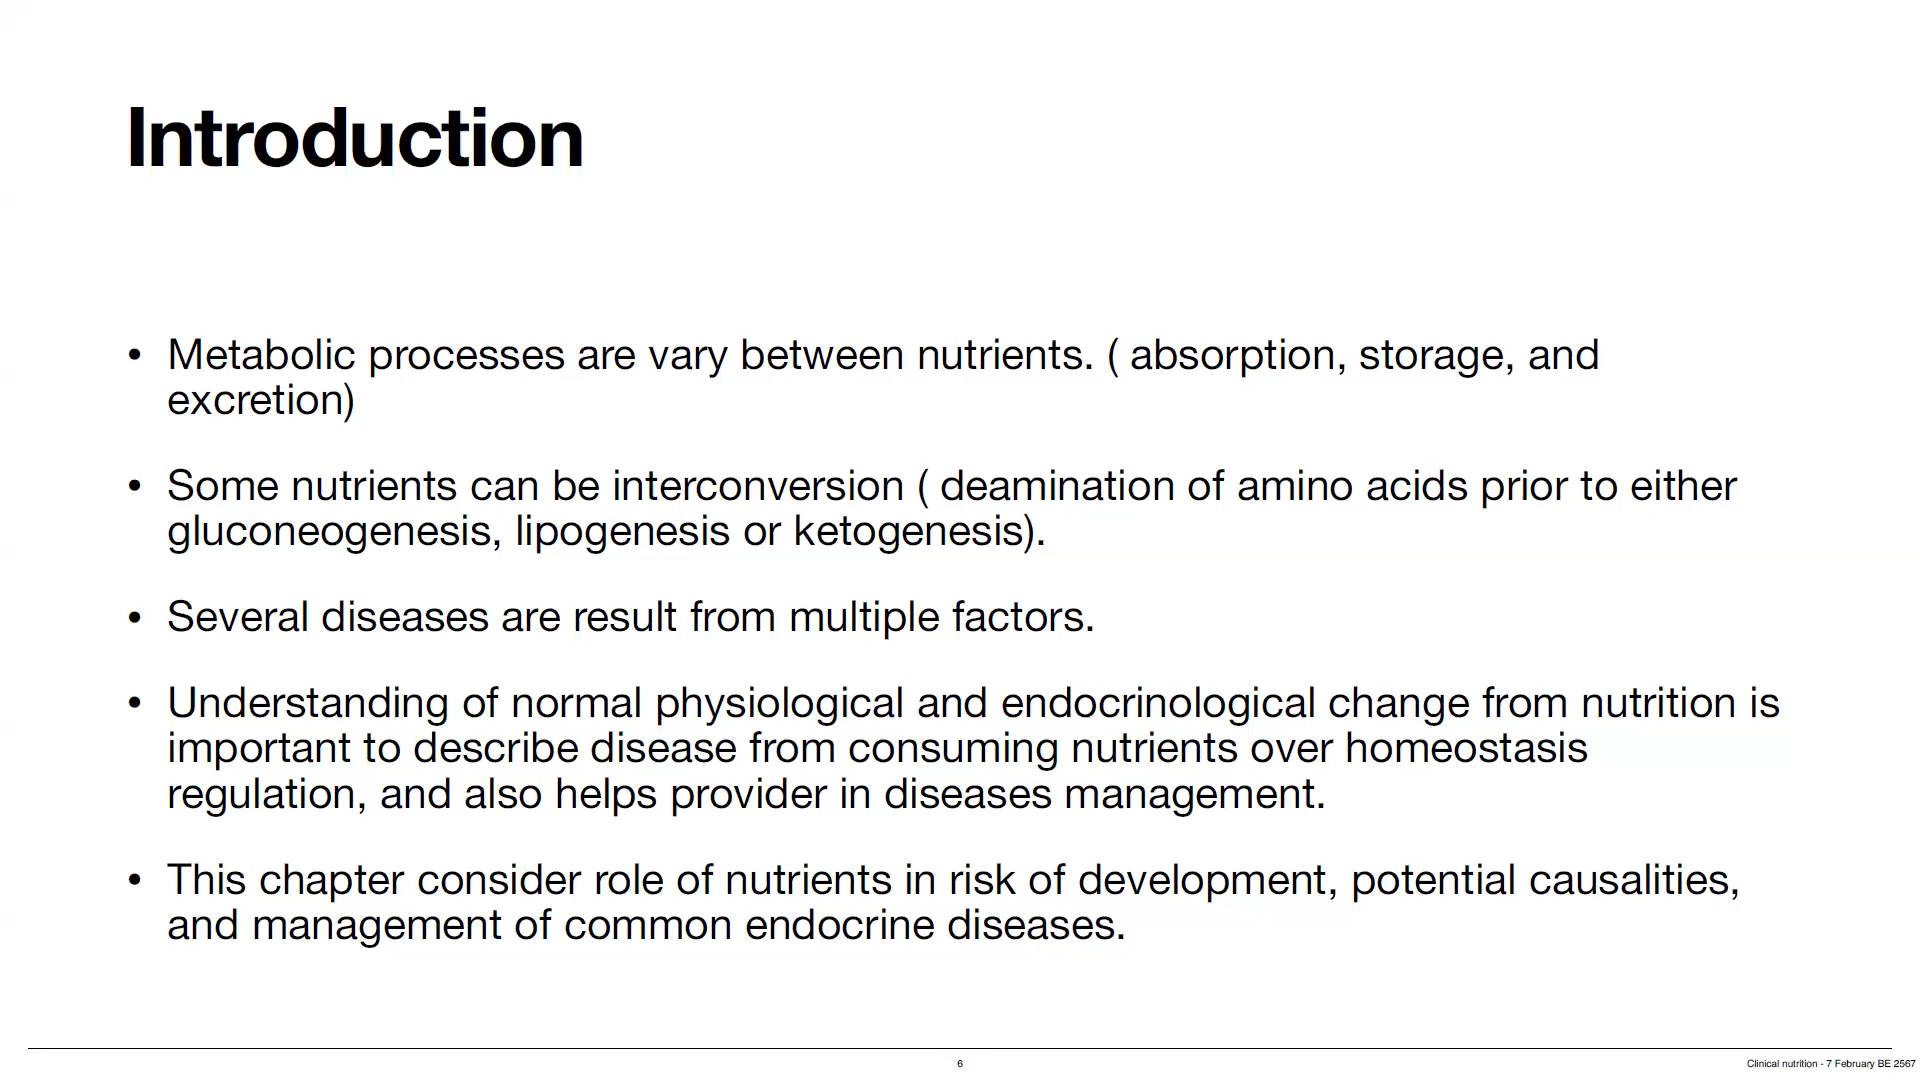 Introduction
• Metabolic processes are vary between nutrients. ( absorption, storage, and
excretion)
• Some nutrients can be interconversion ( deamination of amino acids prior to either
gluconeogenesis, lipogenesis or ketogenesis).
• Several diseases are result from multiple factors.
• Understanding of normal physiological and endocrinological change from nutrition is
important to describe disease from consuming nutrients over homeostasis
regulation, and also helps provider in diseases management.
• This chapter consider role of nutrients in risk of development, potential causalities,
and management of common endocrine diseases.
6
Clinical nutrition - 7 February BE 2567